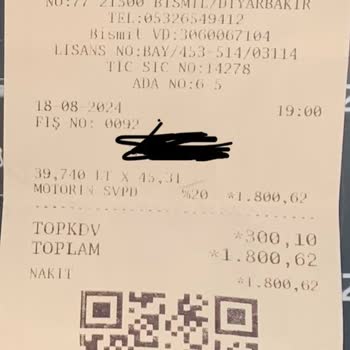 NO:77 21500 BISMIL/DIYARBAKIR
TEL:05326549412
Bismil VD:3060067104
LISANS NO:BAY/453-514/03114
TIC SIC NO:14278
ADA NO:6 5
18-08-2024 19:00
FIŞ NO: 0092
39,740 LT X 45,31
MOTORIN SVPD %20 *1.800,62
TOPKDV *300,10
TOPLAM *1.800,62
NAKIT *1.800,62